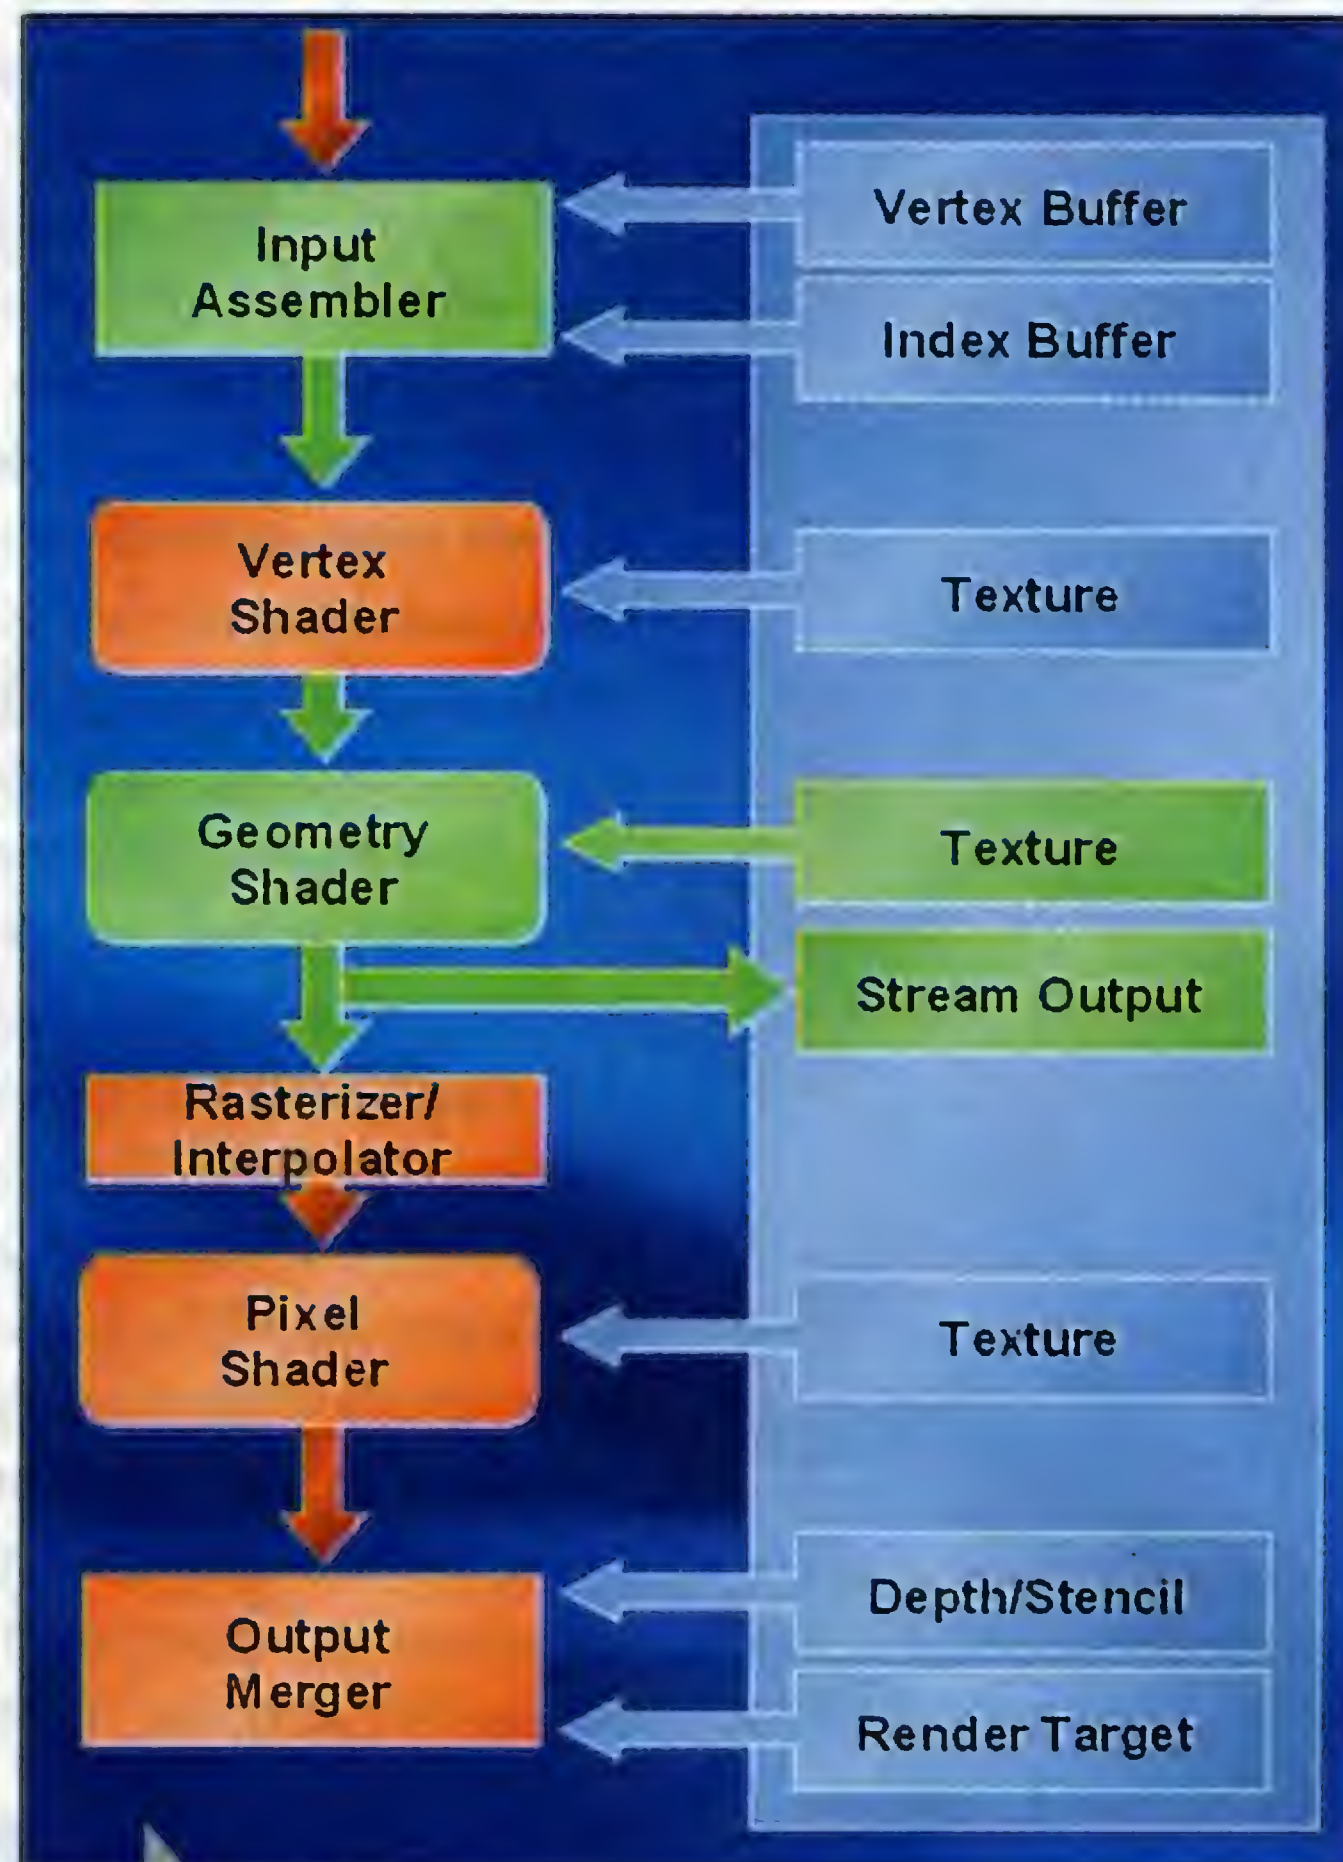 Input
Assembler
Vertex Buffer
Index Buffer
Vertex
Shader
Texture
Geometry
Shader
Texture
Stream Output
Rasterizer/
Interpolator
Pixel
Shader
Texture
Output
Merger
Depth/Stencil
Render Target